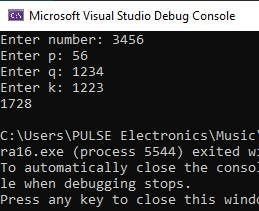 Microsoft Visual Studio Debug Console
Enter number: 3456
Enter p: 56
Enter q: 1234
Enter k: 1223
1728
C:\Users\PULSE Electronics\Music\
ra16.exe (process 5544) exited wi
To automatically close the conso
le when debugging stops.
Press any key to close this windo